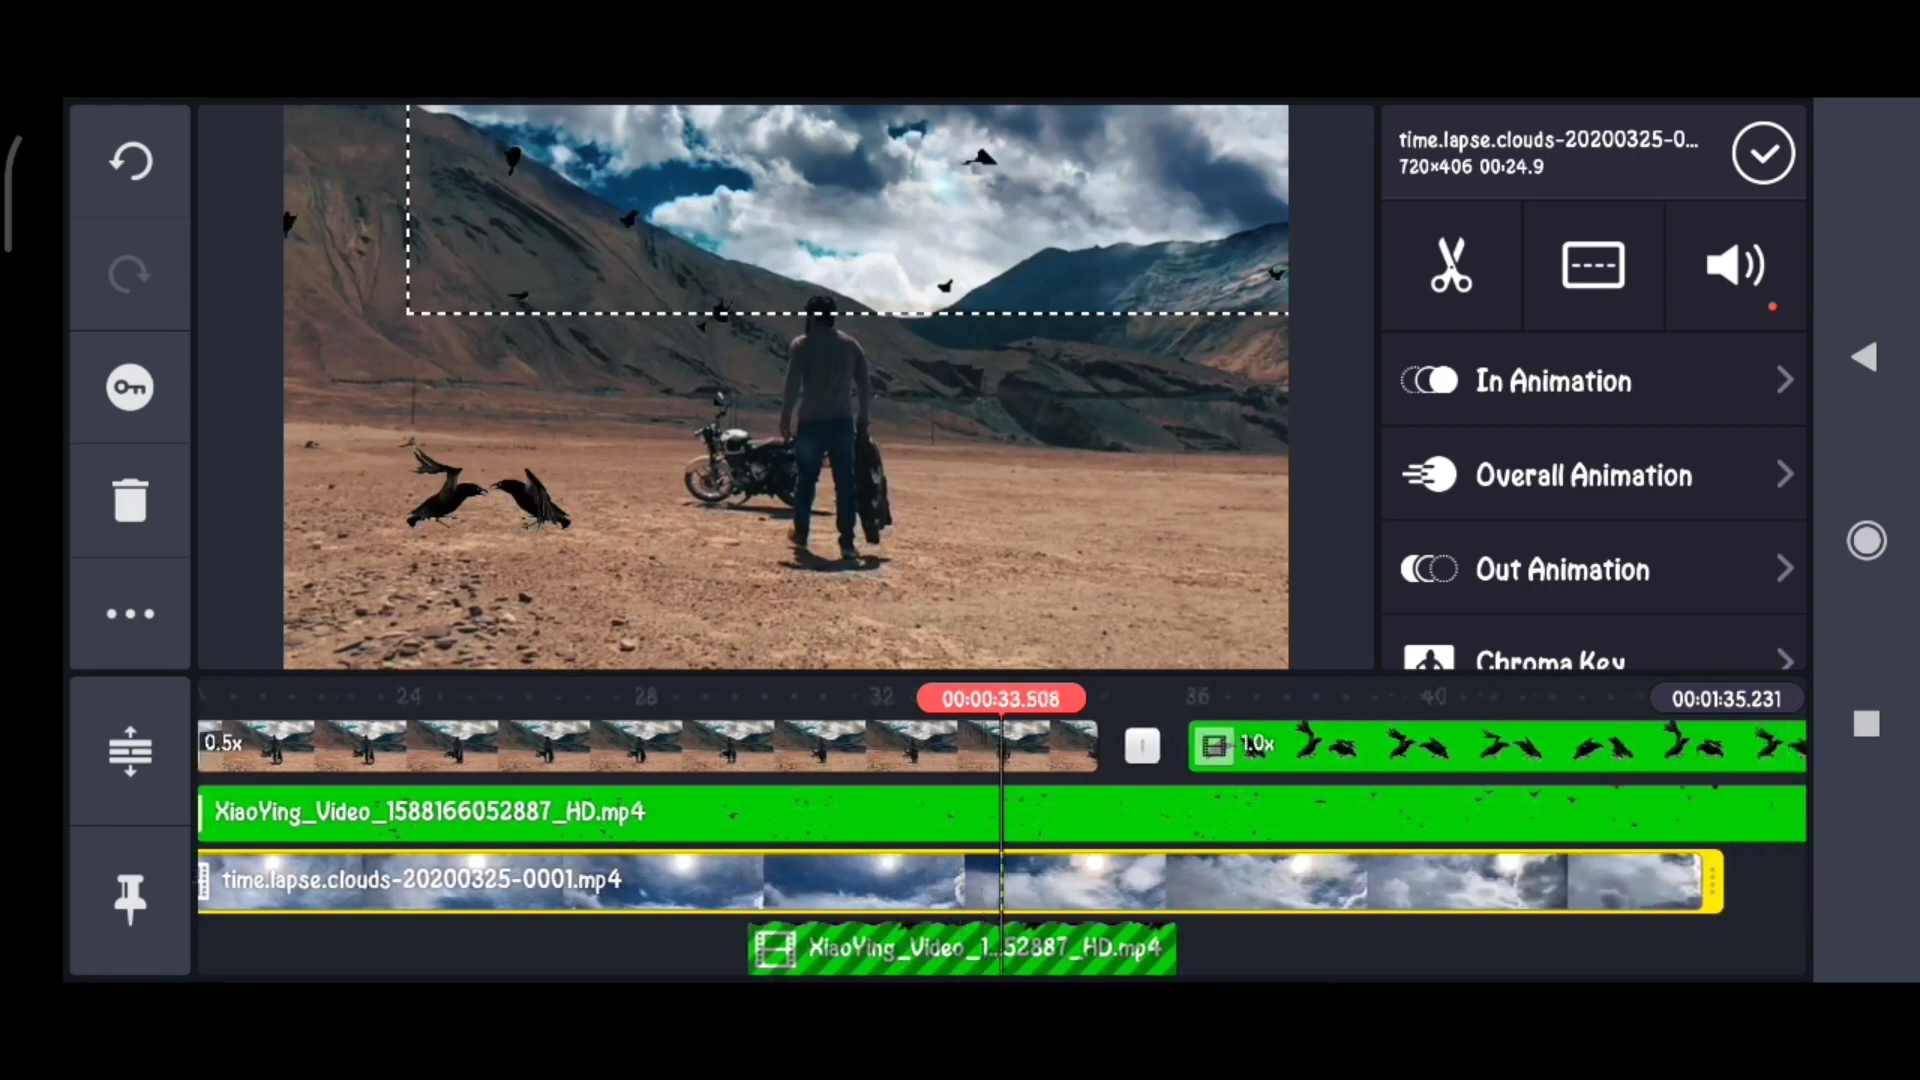 time.lapse.clouds-20200325-0...
720×406 00:24.9
In Animation
Overall Animation
Out Animation
Chroma Key
24
28
32
00:00:33.508
36
40
00:01:35.231
0.5x
1.0x
XiaoYing_Video_1588166052887_HD.mp4
time.lapse.clouds-20200325-0001.mp4
XiaoYing_Video_1...52887_HD.mp4